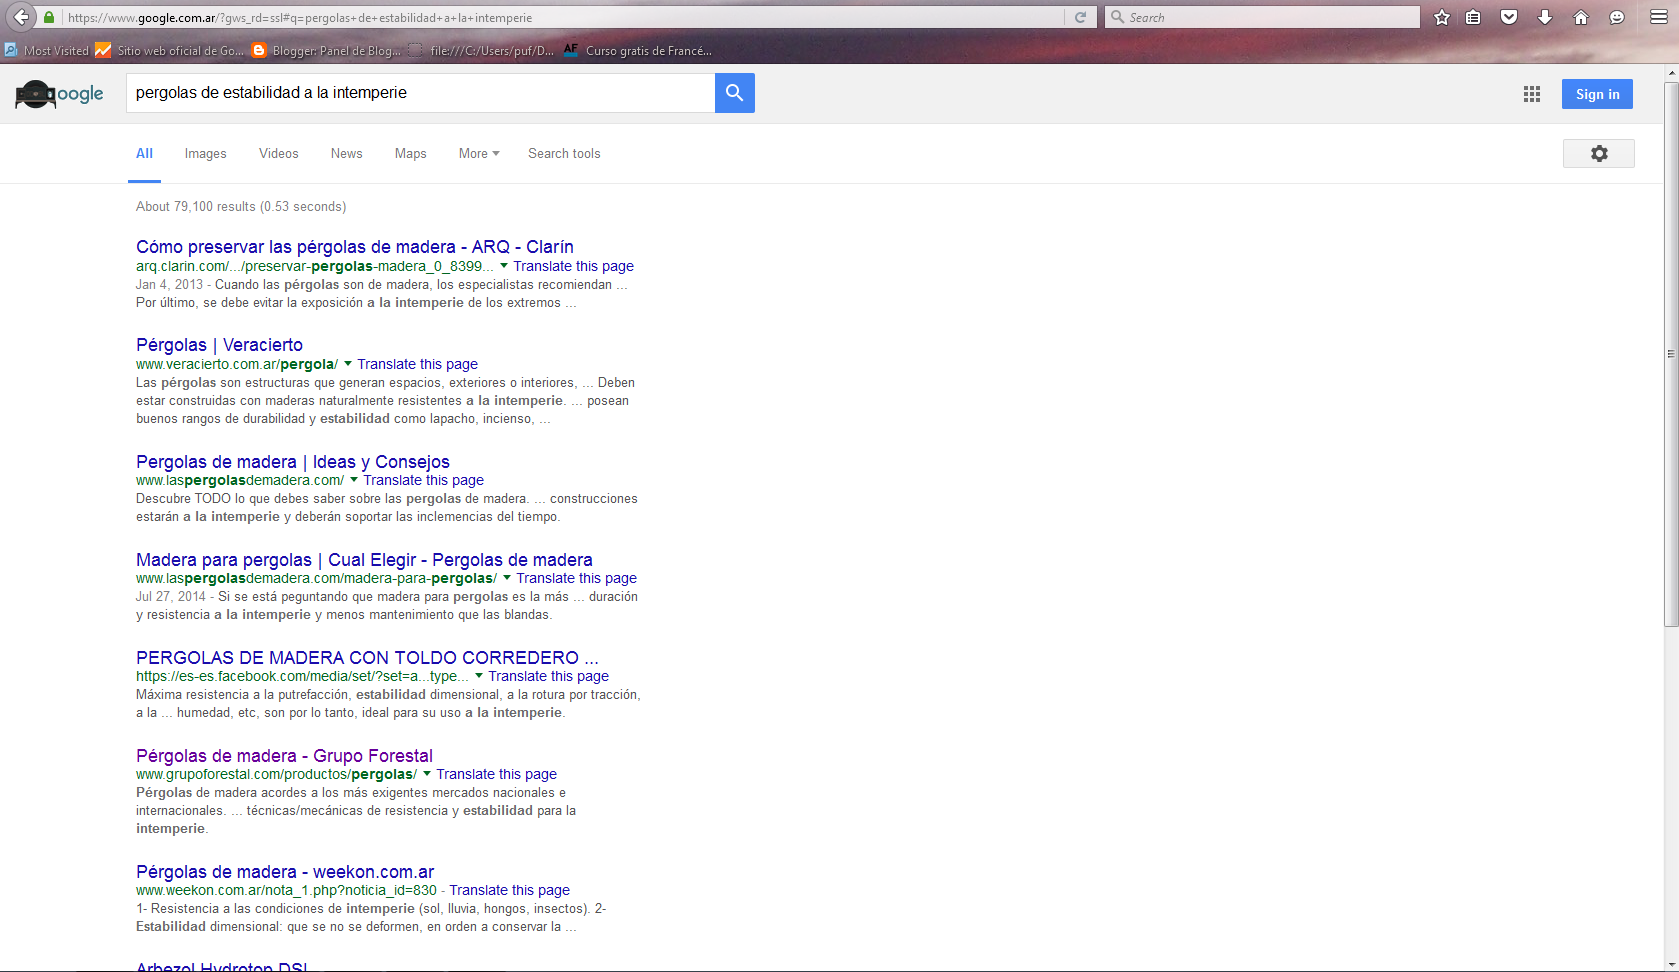 https://www.google.com.ar/?gws_rd=ssl#q=pergolas+de+estabilidad+a+la+intemperie
Search
Most Visited
Sitio web oficial de Go...
Blogger: Panel de Blog...
file:///C:/Users/puf/D...
AF Curso gratis de Francé...
oogle
pergolas de estabilidad a la intemperie
Sign in
All Images Videos News Maps More Search tools
About 79,100 results (0.53 seconds)
Cómo preservar las pérgolas de madera - ARQ - Clarín
arq.clarin.com/.../preservar-pergolas-madera_0_8399... Translate this page
Jan 4, 2013 - Cuando las pérgolas son de madera, los especialistas recomiendan ...
Por último, se debe evitar la exposición a la intemperie de los extremos ...
Pérgolas | Veracierto
www.veracierto.com.ar/pergola/ Translate this page
Las pérgolas son estructuras que generan espacios, exteriores o interiores, ... Deben
estar construidas con maderas naturalmente resistentes a la intemperie. ... posean
buenos rangos de durabilidad y estabilidad como lapacho, incienso, ...
Pergolas de madera | Ideas y Consejos
www.laspergolasdemadera.com/ Translate this page
Descubre TODO lo que debes saber sobre las pergolas de madera. ... construcciones
estarán a la intemperie y deberán soportar las inclemencias del tiempo.
Madera para pergolas | Cual Elegir - Pergolas de madera
www.laspergolasdemadera.com/madera-para-pergolas/ Translate this page
Jul 27, 2014 - Si se está peguntando que madera para pergolas es la más ... duración
y resistencia a la intemperie y menos mantenimiento que las blandas.
PERGOLAS DE MADERA CON TOLDO CORREDERO ...
https://es-es.facebook.com/media/set/?set=a...type... Translate this page
Máxima resistencia a la putrefacción, estabilidad dimensional, a la rotura por tracción,
a la ... humedad, etc, son por lo tanto, ideal para su uso a la intemperie.
Pérgolas de madera - Grupo Forestal
www.grupoforestal.com/productos/pergolas/ Translate this page
Pérgolas de madera acordes a los más exigentes mercados nacionales e
internacionales. ... técnicas/mecánicas de resistencia y estabilidad para la
intemperie.
Pérgolas de madera - weekon.com.ar
www.weekon.com.ar/nota_1.php?noticia_id=830 - Translate this page
1- Resistencia a las condiciones de intemperie (sol, lluvia, hongos, insectos). 2-
Estabilidad dimensional: que se no se deformen, en orden a conservar la ...
Arbezol Hydrotop DSL